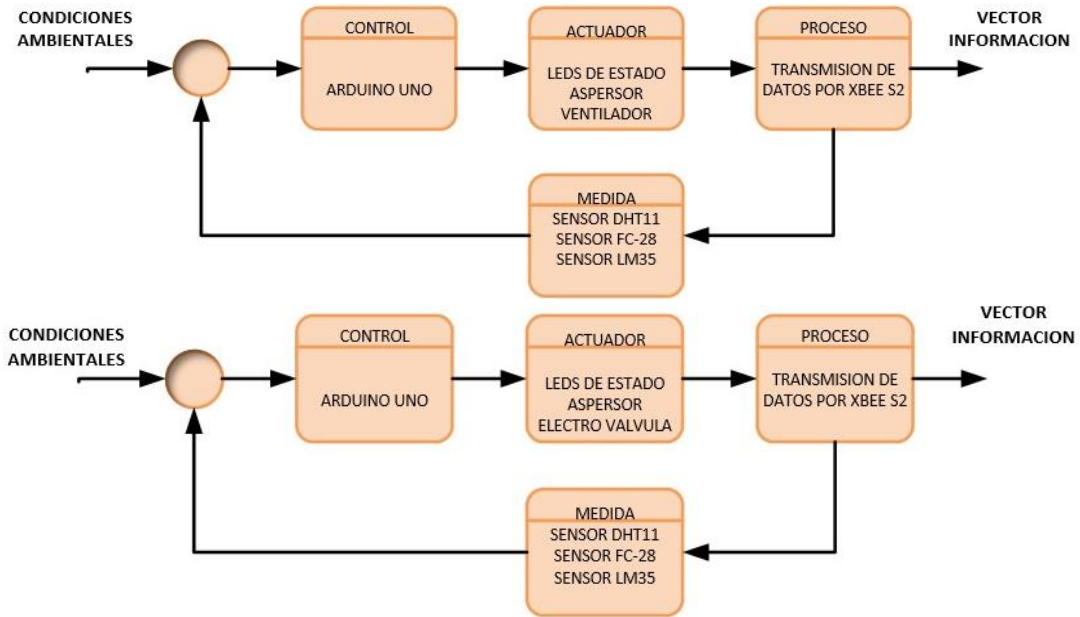 CONDICIONES
AMBIENTALES
CONTROL
ARDUINO UNO
ACTUADOR
LEDS DE ESTADO
ASPERSOR
VENTILADOR
PROCESO
TRANSMISION DE
DATOS POR XBEE S2
VECTOR
INFORMACION
MEDIDA
SENSOR DHT11
SENSOR FC-28
SENSOR LM35
CONDICIONES
AMBIENTALES
CONTROL
ARDUINO UNO
ACTUADOR
LEDS DE ESTADO
ASPERSOR
ELECTRO VALVULA
PROCESO
TRANSMISION DE
DATOS POR XBEE S2
VECTOR
INFORMACION
MEDIDA
SENSOR DHT11
SENSOR FC-28
SENSOR LM35